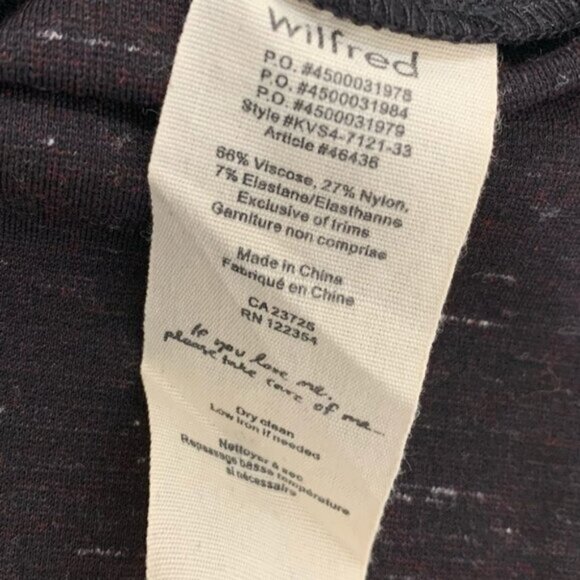 Wilfred
P.O. #4500031978
P.O. #4500031984
P.O. #4500031979
Style #KVS4-7121-33
Article #46436
66% Viscose, 27% Nylon,
7% Elastane/Elasthanne
Exclusive of trims
Garniture non comprise
Made in China
Fabriqué en Chine
CA 23725
RN 122354
If you love me,
please take care of me...
Dry clean
Low iron if needed
Nettoyer à sec
Repassage basse température
si nécessaire